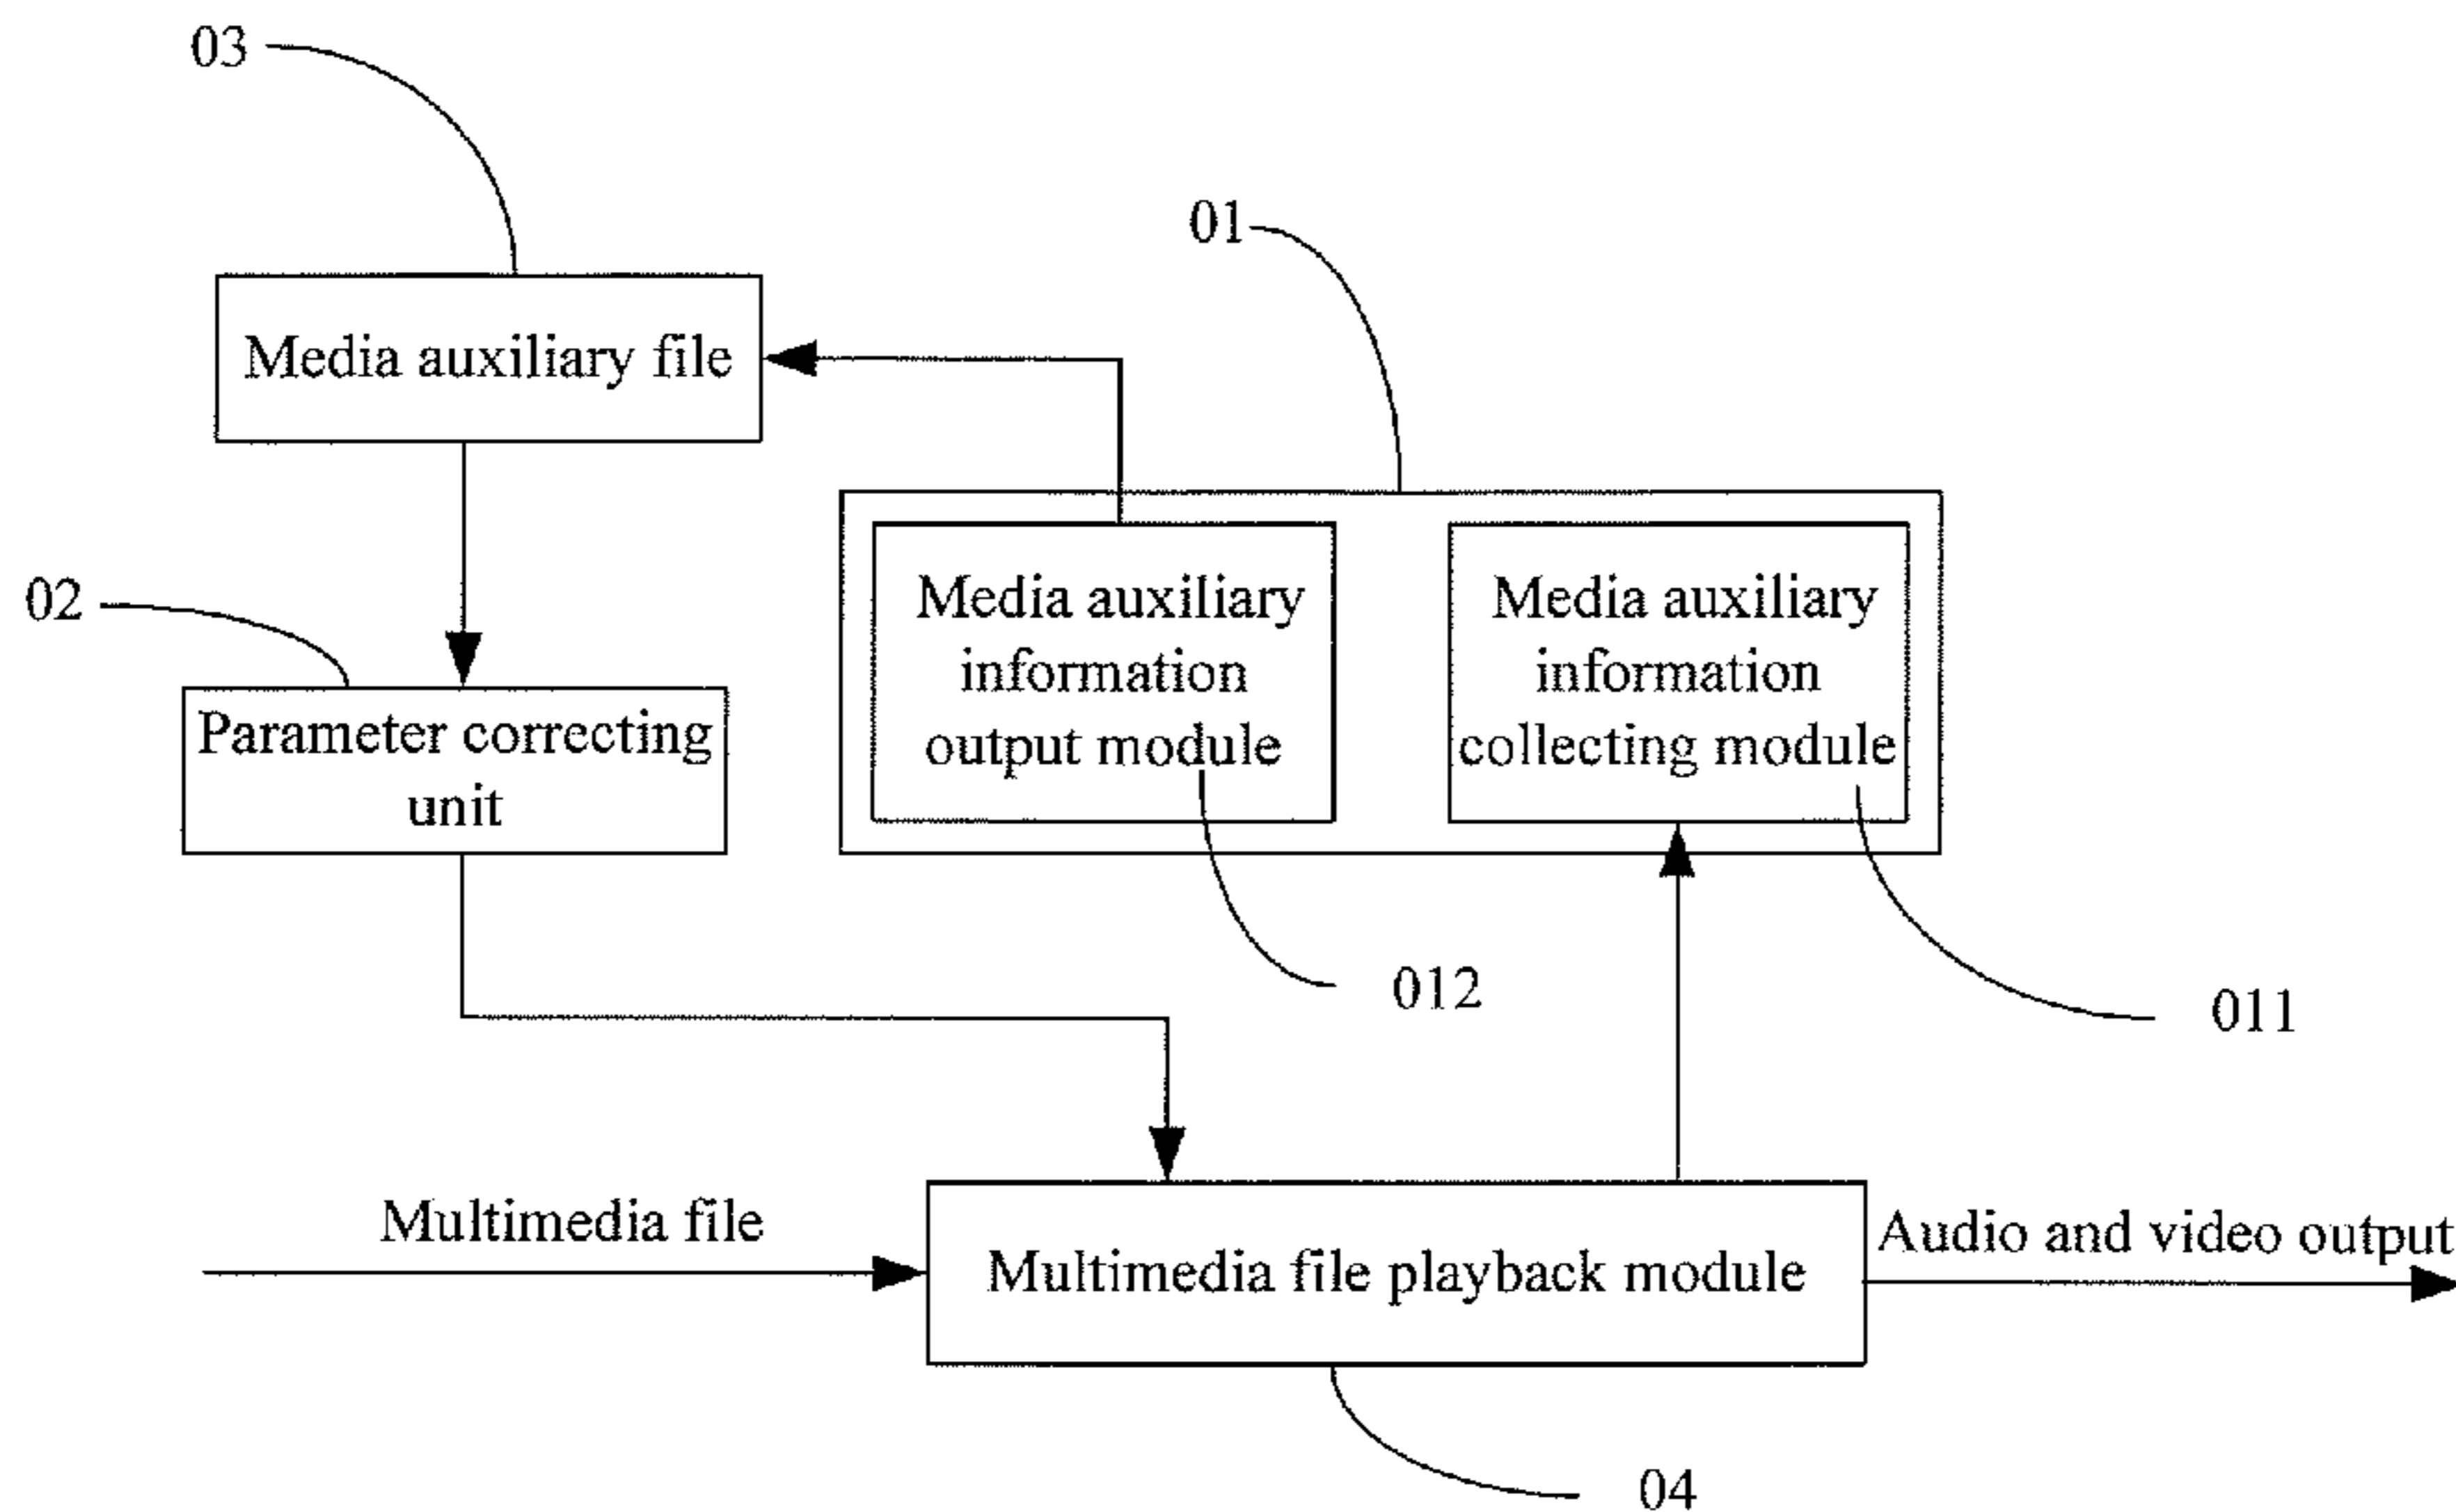 03
01
Media auxiliary file
02
Media auxiliary
information
output module
Media auxiliary
information
collecting module
Parameter correcting
unit
012
011
Multimedia file
Multimedia file playback module
Audio and video output
04